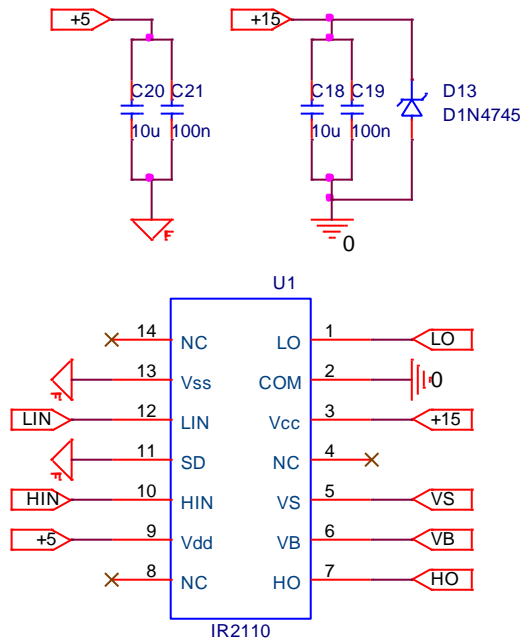 +5
+15
C20 C21
10u 100n
C18 C19
10u 100n
D13
D1N4745
F
0
U1
14 NC LO 1 LO
F 13 Vss COM 2 0
LIN 12 LIN Vcc 3 +15
F 11 SD NC 4
HIN 10 HIN VS 5 VS
+5 9 Vdd VB 6 VB
8 NC HO 7 HO
IR2110